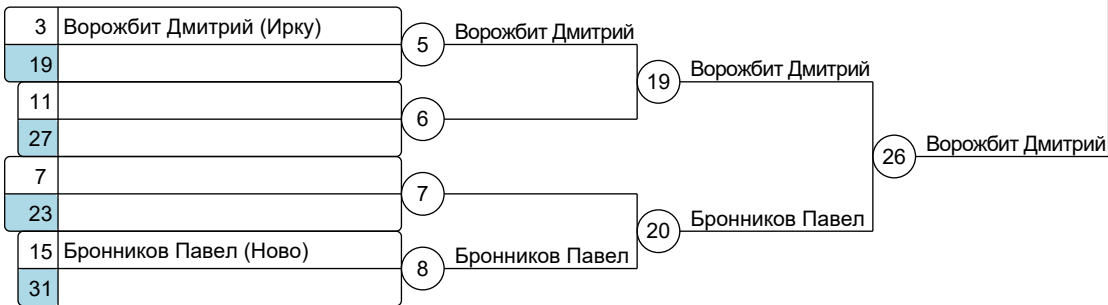 3 Ворожбит Дмитрий (Ирку)
19
11
27
7
23
15 Бронников Павел (Ново)
31
5 Ворожбит Дмитрий
6
7
8 Бронников Павел
19 Ворожбит Дмитрий
20 Бронников Павел
26 Ворожбит Дмитрий